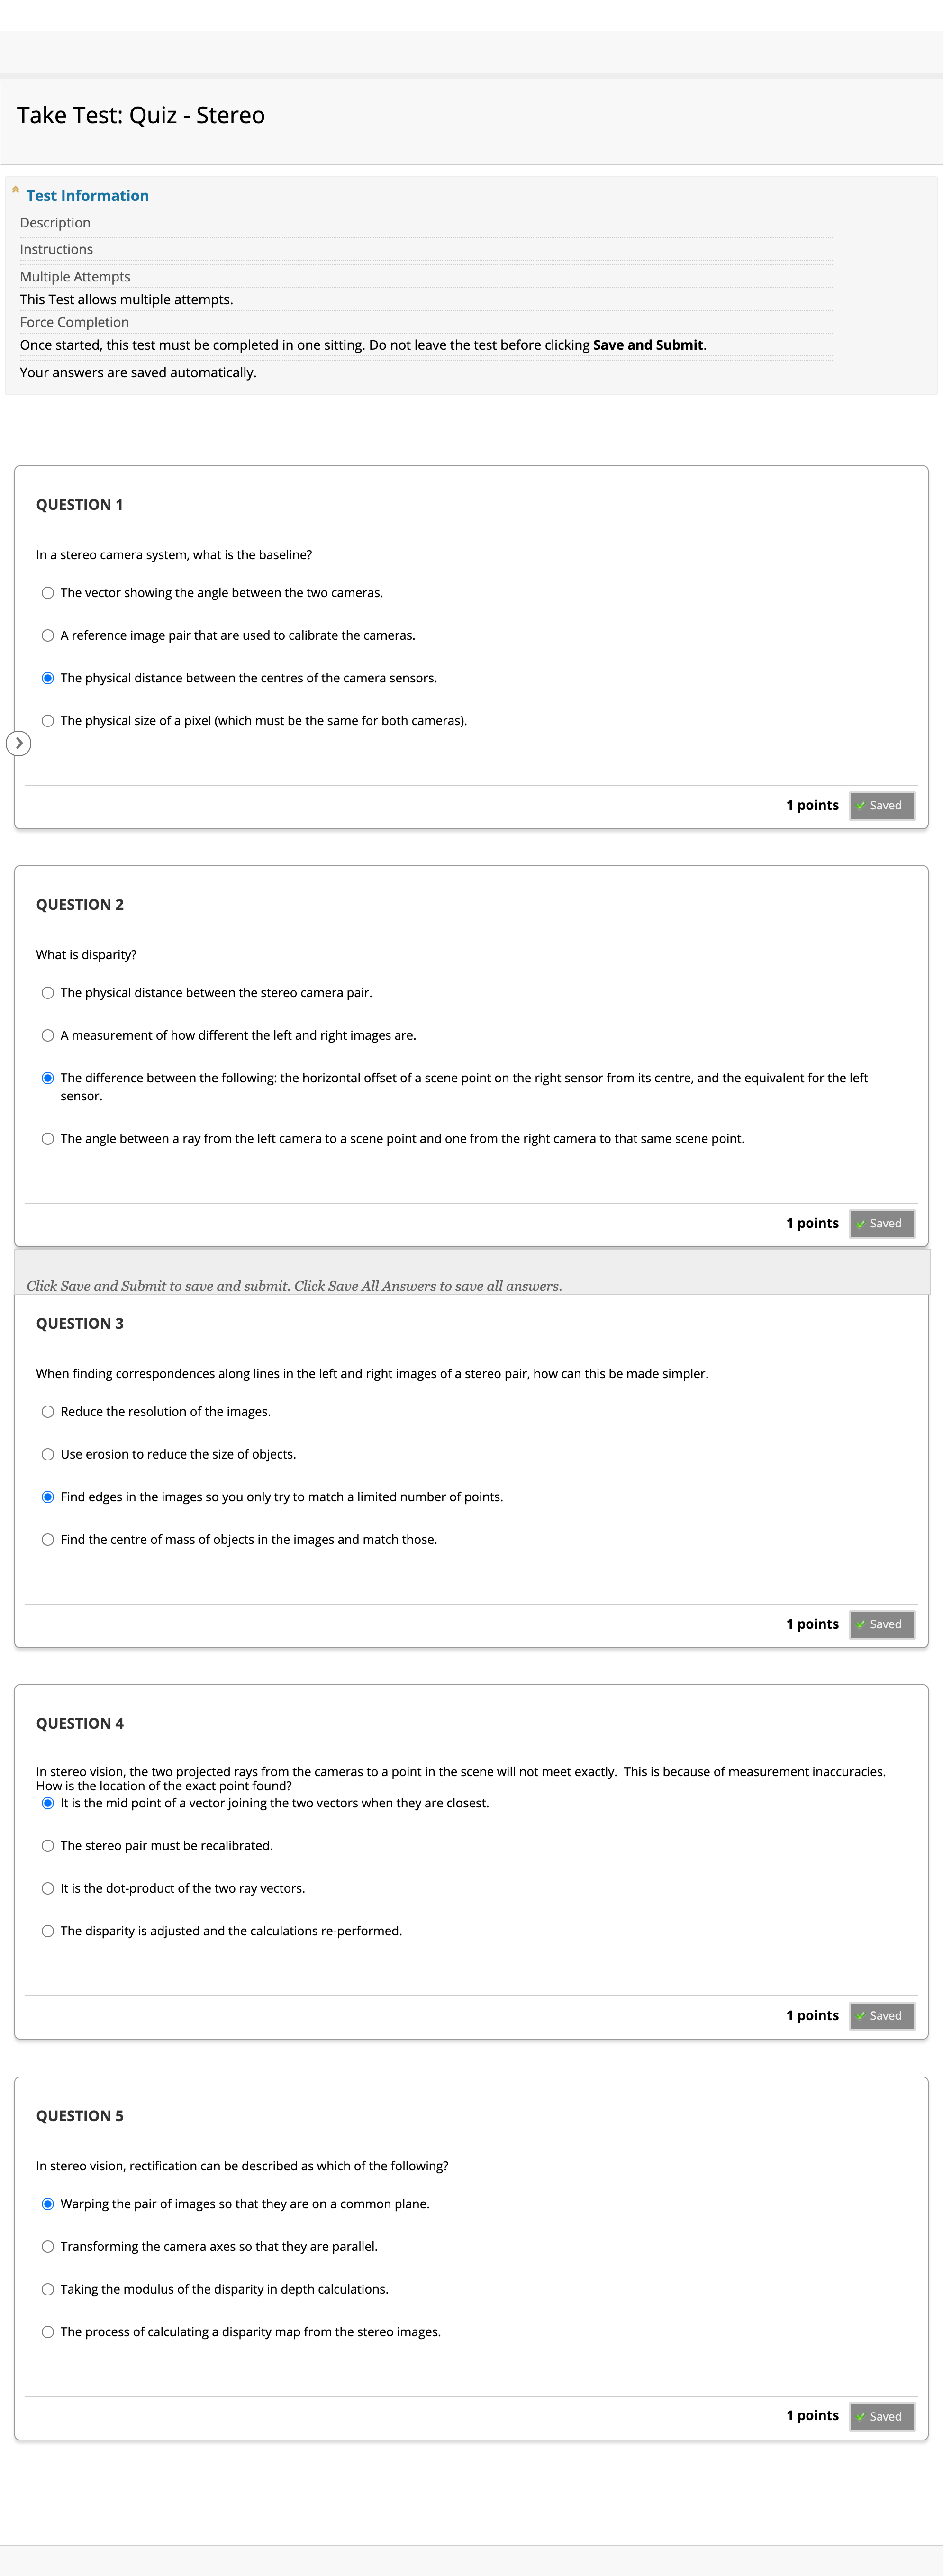 Take Test: Quiz - Stereo
Test Information
Description
Instructions
Multiple Attempts
This Test allows multiple attempts.
Force Completion
Once started, this test must be completed in one sitting. Do not leave the test before clicking Save and Submit.
Your answers are saved automatically.
QUESTION 1
In a stereo camera system, what is the baseline?
The vector showing the angle between the two cameras.
A reference image pair that are used to calibrate the cameras.
The physical distance between the centres of the camera sensors.
The physical size of a pixel (which must be the same for both cameras).
1 points Saved
QUESTION 2
What is disparity?
The physical distance between the stereo camera pair.
A measurement of how different the left and right images are.
The difference between the following: the horizontal offset of a scene point on the right sensor from its centre, and the equivalent for the left
sensor.
The angle between a ray from the left camera to a scene point and one from the right camera to that same scene point.
1 points Saved
Click Save and Submit to save and submit. Click Save All Answers to save all answers.
QUESTION 3
When finding correspondences along lines in the left and right images of a stereo pair, how can this be made simpler.
Reduce the resolution of the images.
Use erosion to reduce the size of objects.
Find edges in the images so you only try to match a limited number of points.
Find the centre of mass of objects in the images and match those.
1 points Saved
QUESTION 4
In stereo vision, the two projected rays from the cameras to a point in the scene will not meet exactly. This is because of measurement inaccuracies.
How is the location of the exact point found?
It is the mid point of a vector joining the two vectors when they are closest.
The stereo pair must be recalibrated.
It is the dot-product of the two ray vectors.
The disparity is adjusted and the calculations re-performed.
1 points Saved
QUESTION 5
In stereo vision, rectification can be described as which of the following?
Warping the pair of images so that they are on a common plane.
Transforming the camera axes so that they are parallel.
Taking the modulus of the disparity in depth calculations.
The process of calculating a disparity map from the stereo images.
1 points Saved